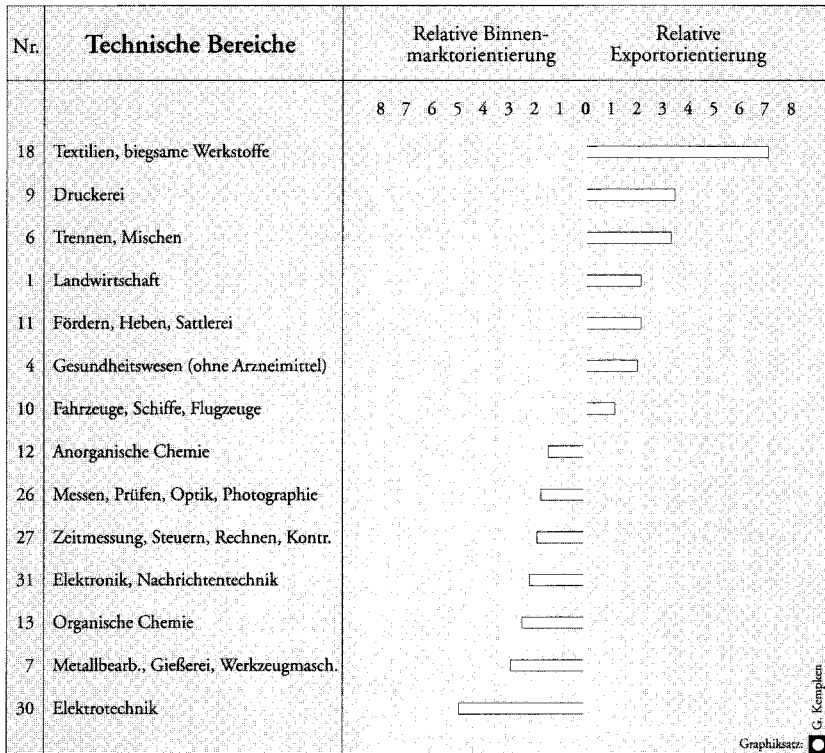 Nr. Technische Bereiche Relative Binnen-
marktorientierung Relative
Exportorientierung
8 7 6 5 4 3 2 1 0 1 2 3 4 5 6 7 8
18 Textilien, biegsame Werkstoffe
9 Druckerei
6 Trennen, Mischen
1 Landwirtschaft
11 Fördern, Heben, Sattlerei
4 Gesundheitswesen (ohne Arzneimittel)
10 Fahrzeuge, Schiffe, Flugzeuge
12 Anorganische Chemie
26 Messen, Prüfen, Optik, Photographie
27 Zeitmessung, Steuern, Rechnen, Kontr.
31 Elektronik, Nachrichtentechnik
13 Organische Chemie
7 Metallbearb., Gießerei, Werkzeugmasch.
30 Elektrotechnik
Graphiksatz: G. Kempken